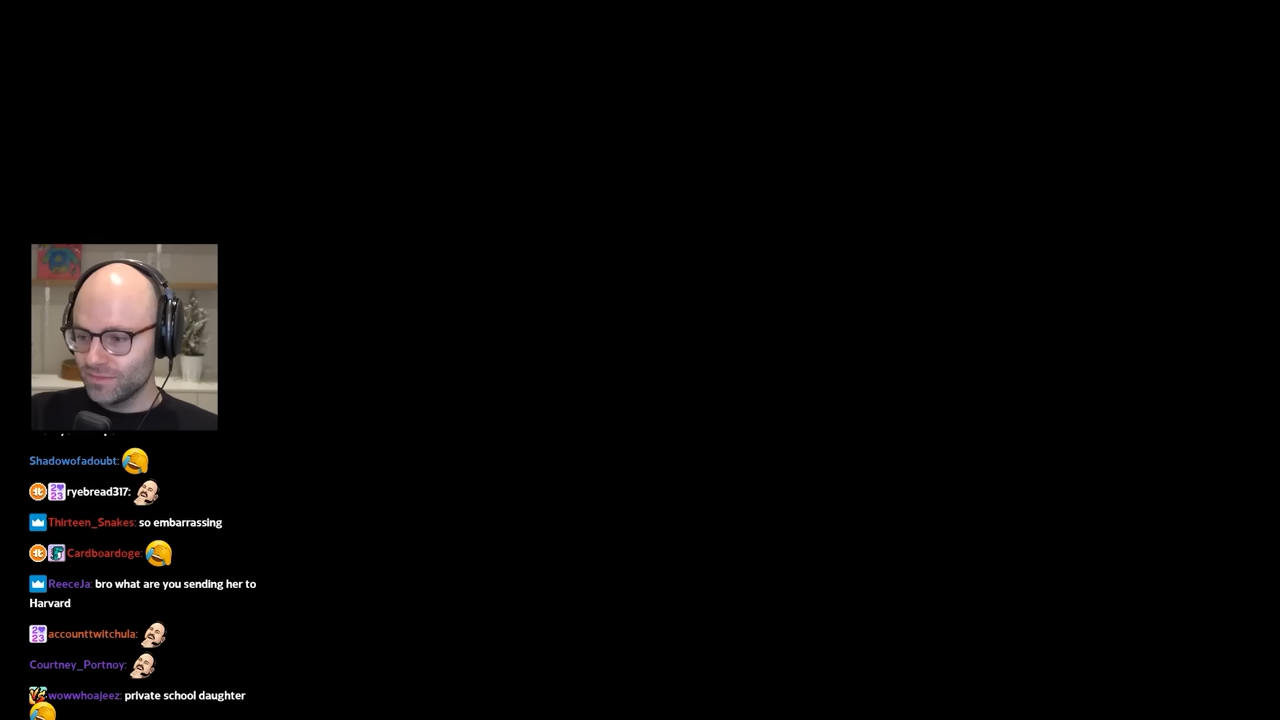 Shadowofadoubt:
ryebread317:
Thirteen_Snakes: so embarrassing
Cardboardoge:
ReeceJa: bro what are you sending her to
Harvard
accounttwitchula:
Courtney_Portnoy:
wowwhoajeez: private school daughter